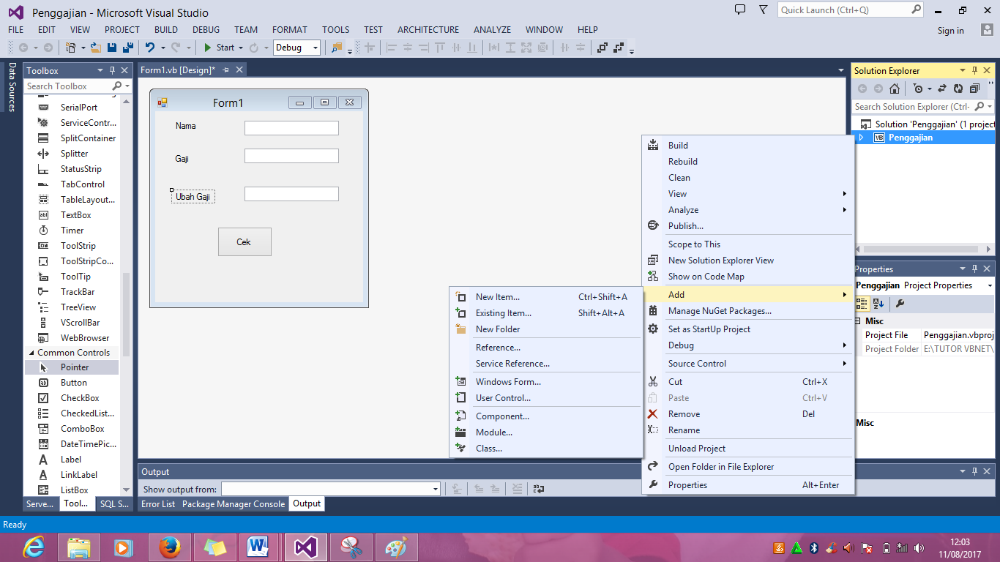 Penggajian - Microsoft Visual Studio
Quick Launch (Ctrl+Q)
FILE EDIT VIEW PROJECT BUILD DEBUG TEAM FORMAT TOOLS TEST ARCHITECTURE ANALYZE WINDOW HELP
Sign in
Start
Debug
Data Sources
Toolbox
Search Toolbox
SerialPort
ServiceContr...
SplitContainer
Splitter
StatusStrip
TabControl
TableLayout...
TextBox
Timer
ToolStrip
ToolStripCo...
ToolTip
TrackBar
TreeView
VScrollBar
WebBrowser
Common Controls
Pointer
Button
CheckBox
CheckedList...
ComboBox
DateTimePic...
Label
LinkLabel
ListBox
Serve... Tool... SQL S...
Form1.vb [Design]*
Form1
Nama
Gaji
Ubah Gaji
Cek
New Item... Ctrl+Shift+A
Existing Item... Shift+Alt+A
New Folder
Reference...
Service Reference...
Windows Form...
User Control...
Component...
Module...
Class...
Build
Rebuild
Clean
View
Analyze
Publish...
Scope to This
New Solution Explorer View
Show on Code Map
Add
Manage NuGet Packages...
Set as StartUp Project
Debug
Source Control
Cut Ctrl+X
Paste Ctrl+V
Remove Del
Rename
Unload Project
Open Folder in File Explorer
Properties Alt+Enter
Solution Explorer
Search Solution Explorer (Ctrl-
Solution 'Penggajian' (1 project
VB Penggajian
Properties
Penggajian Project Properties
Misc
Project File Penggajian.vbproj
Project Folder E:\TUTOR VBNET\
Misc
Output
Show output from:
Error List Package Manager Console Output
Ready
12:03
11/08/2017